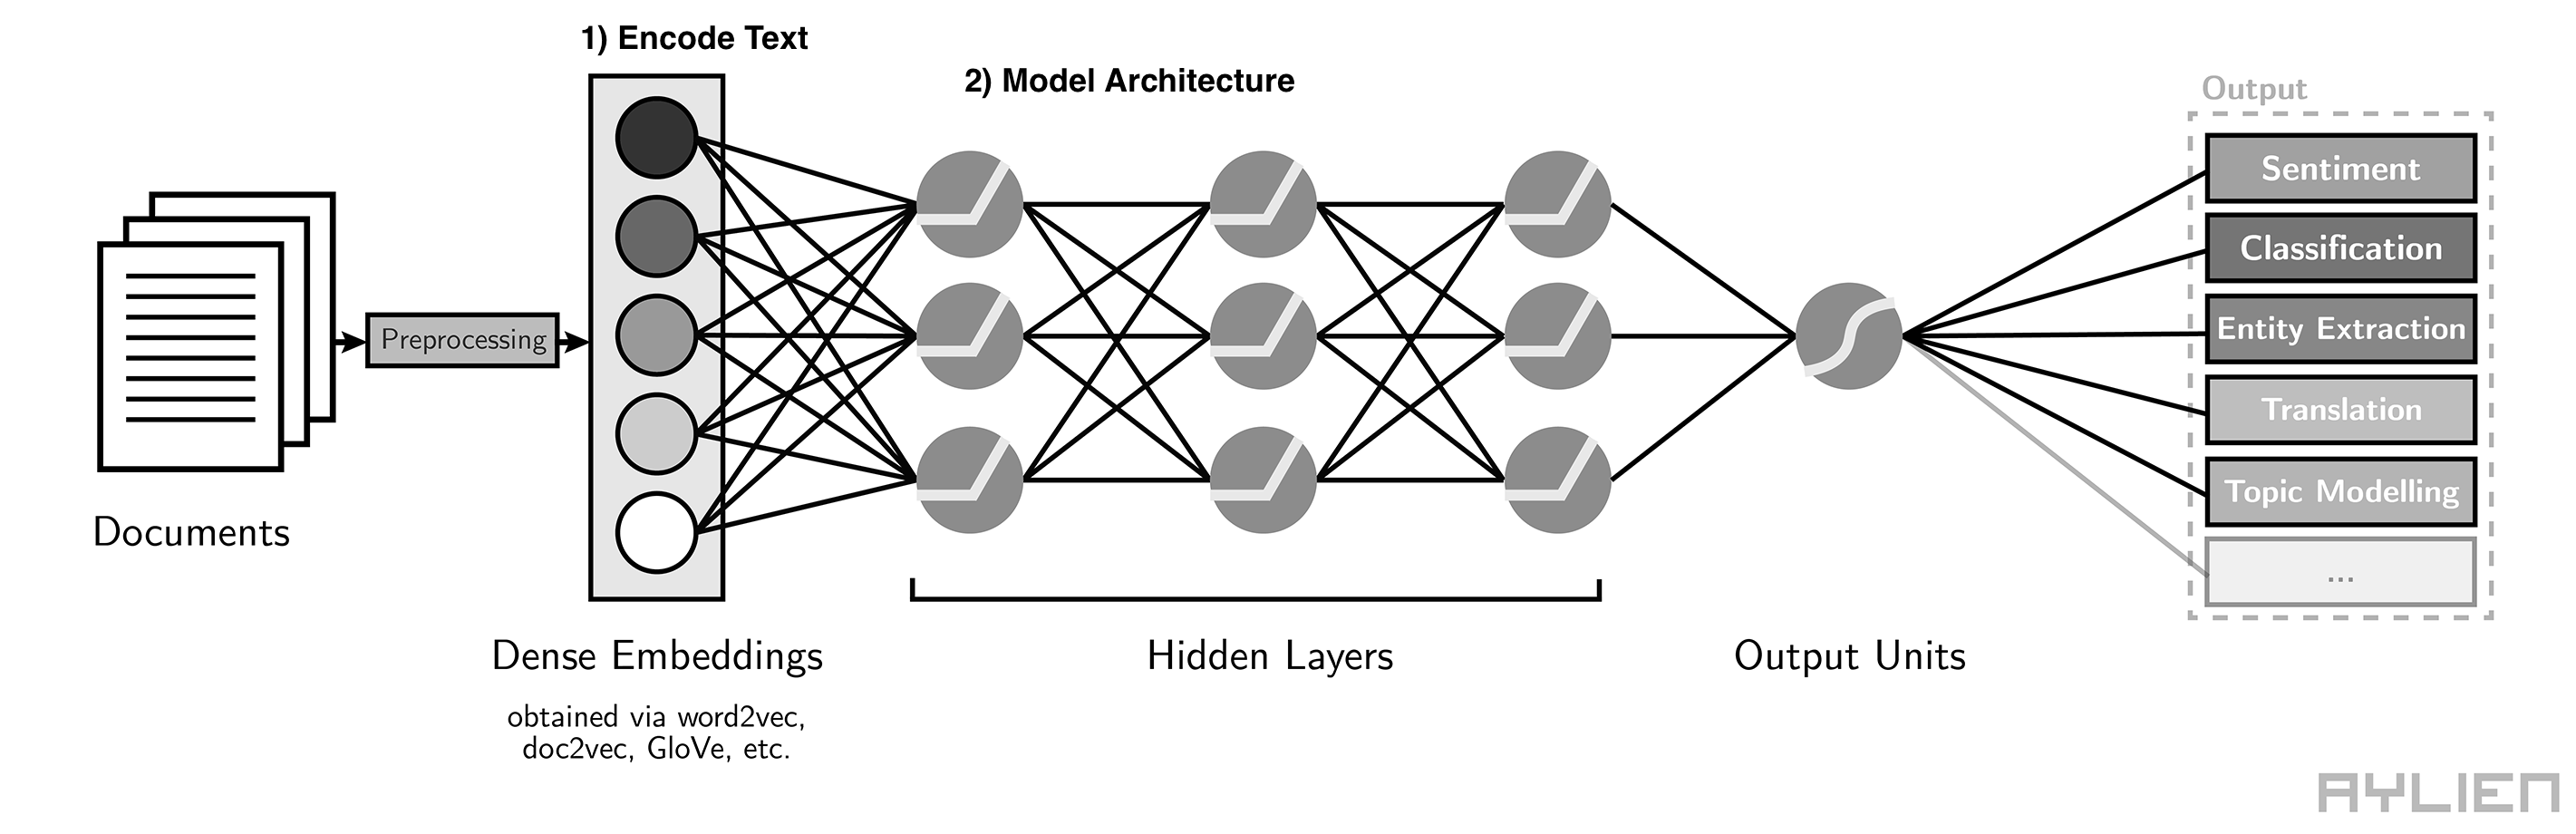 1) Encode Text
2) Model Architecture
Output
Sentiment
Classification
Entity Extraction
Translation
Topic Modelling
...
Preprocessing
Documents
Dense Embeddings
obtained via word2vec,
doc2vec, GloVe, etc.
Hidden Layers
Output Units
AYLIEN